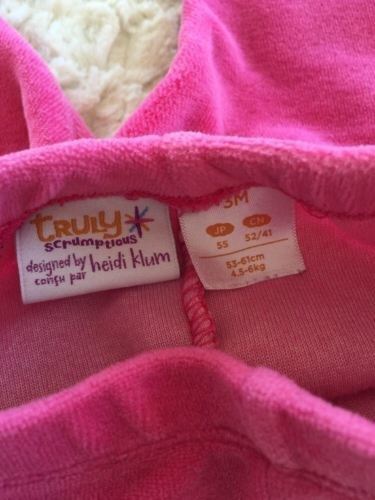 truly
scrumptious
designed by heidi klum
conçu par
3M
JP CN
55 52/41
53-61cm
4.5-6kg